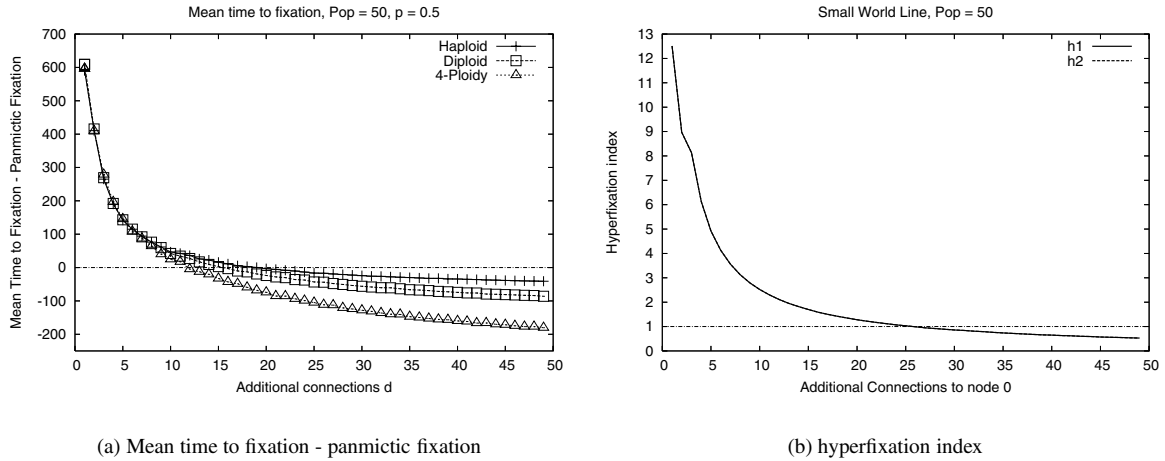 Mean time to fixation, Pop = 50, p = 0.5
700
600
500
400
300
200
100
0
-100
-200
Mean Time to Fixation - Panmictic Fixation
Haploid
Diploid
4-Ploidy
0 5 10 15 20 25 30 35 40 45 50
Additional connections d
(a) Mean time to fixation - panmictic fixation
Small World Line, Pop = 50
13
12
11
10
9
8
7
6
5
4
3
2
1
0
Hyperfixation index
h1
h2
0 5 10 15 20 25 30 35 40 45 50
Additional Connections to node 0
(b) hyperfixation index